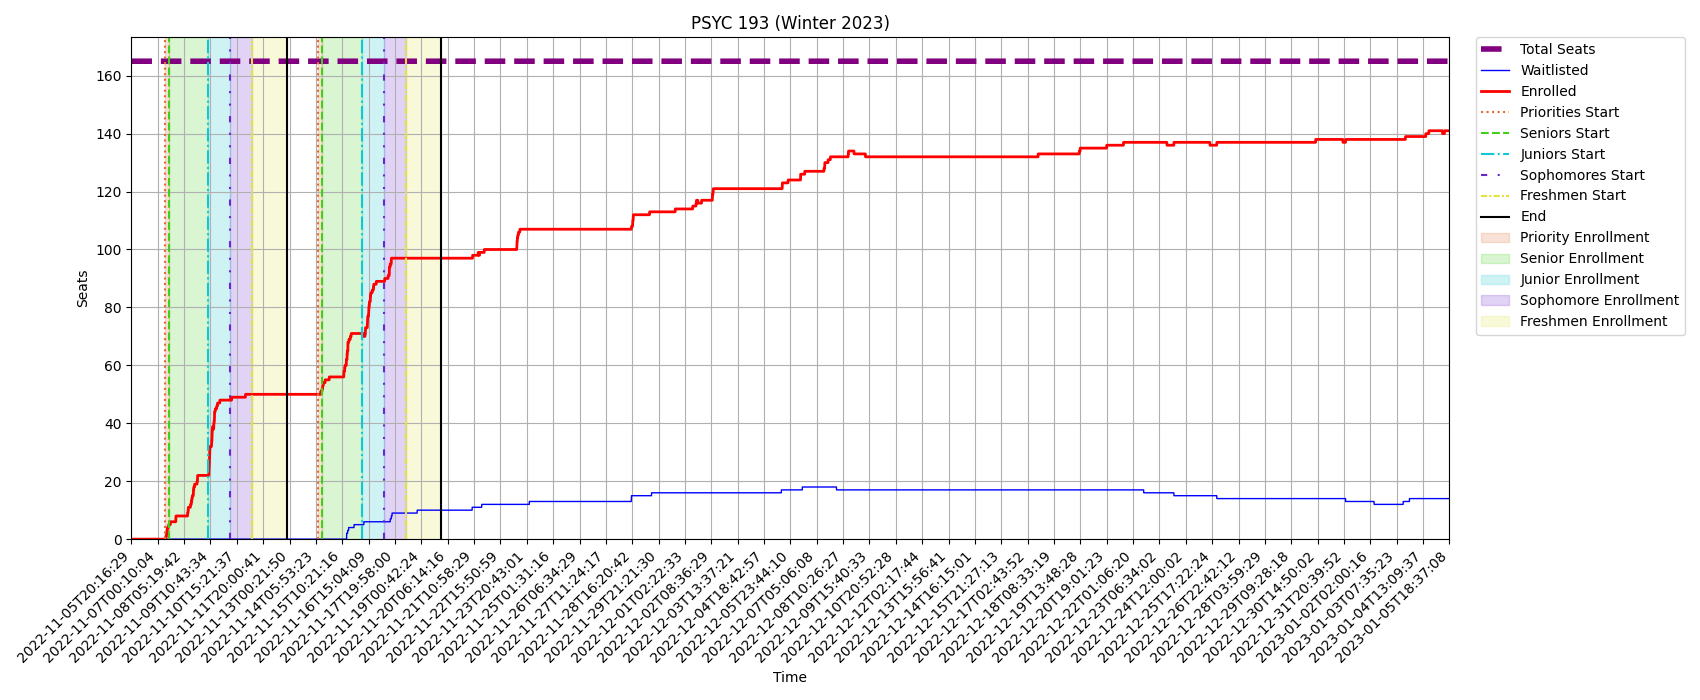 PSYC 193 (Winter 2023)
Total Seats
Waitlisted
Enrolled
Priorities Start
Seniors Start
Juniors Start
Sophomores Start
Freshmen Start
End
Priority Enrollment
Senior Enrollment
Junior Enrollment
Sophomore Enrollment
Freshmen Enrollment
Seats
160
140
120
100
80
60
40
20
0
2022-11-05T20:16:29
2022-11-07T00:10:04
2022-11-08T05:19:42
2022-11-09T10:43:34
2022-11-10T15:21:37
2022-11-11T20:00:41
2022-11-13T00:21:50
2022-11-14T05:53:23
2022-11-15T10:21:16
2022-11-16T15:04:09
2022-11-17T19:58:00
2022-11-19T00:42:24
2022-11-20T06:14:16
2022-11-21T10:58:29
2022-11-22T15:50:59
2022-11-23T20:43:01
2022-11-25T01:31:16
2022-11-26T06:34:29
2022-11-27T11:24:17
2022-11-28T16:20:42
2022-11-29T21:21:30
2022-12-01T02:22:33
2022-12-02T08:36:29
2022-12-03T13:37:21
2022-12-04T18:42:57
2022-12-05T23:44:10
2022-12-07T05:06:08
2022-12-08T10:26:27
2022-12-09T15:40:33
2022-12-10T20:52:28
2022-12-12T02:17:44
2022-12-13T15:56:41
2022-12-14T16:15:01
2022-12-15T21:27:13
2022-12-17T02:43:52
2022-12-18T08:33:19
2022-12-19T13:48:28
2022-12-20T19:01:23
2022-12-22T01:06:20
2022-12-23T06:34:02
2022-12-24T12:00:02
2022-12-25T17:22:24
2022-12-26T22:42:12
2022-12-28T03:59:29
2022-12-29T09:28:18
2022-12-30T14:50:02
2022-12-31T20:39:52
2023-01-02T02:00:16
2023-01-03T07:35:23
2023-01-04T13:09:37
2023-01-05T18:37:08
Time